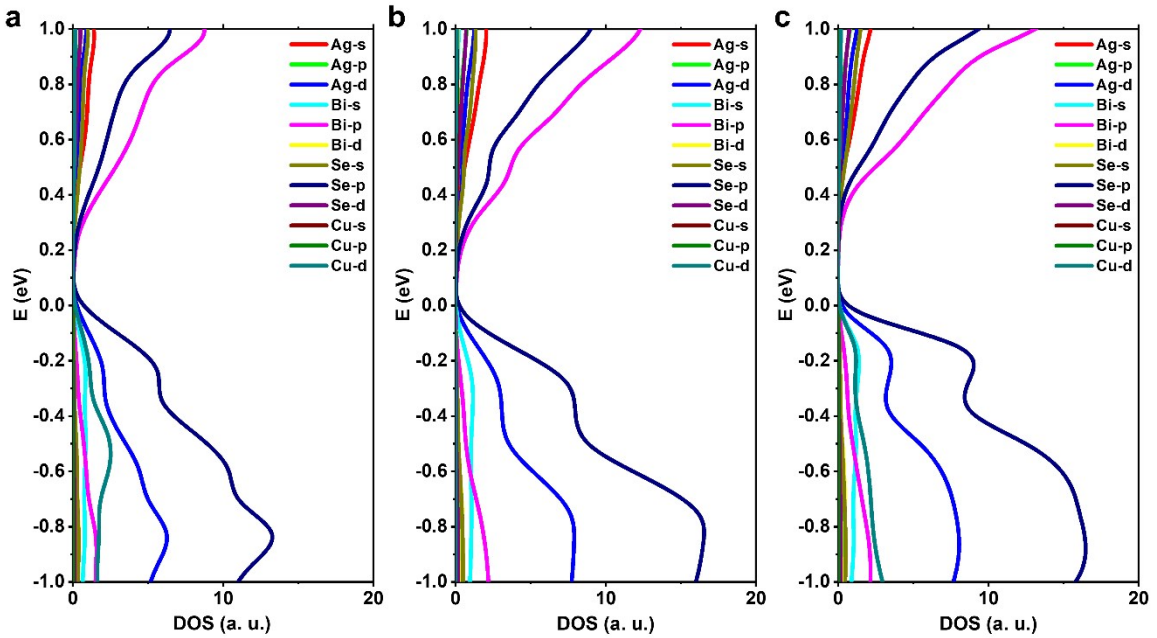 a
1.0
0.8
0.6
0.4
0.2
0.0
-0.2
-0.4
-0.6
-0.8
-1.0
E (eV)
0
10
20
DOS (a. u.)
Ag-s
Ag-p
Ag-d
Bi-s
Bi-p
Bi-d
Se-s
Se-p
Se-d
Cu-s
Cu-p
Cu-d
b
1.0
0.8
0.6
0.4
0.2
0.0
-0.2
-0.4
-0.6
-0.8
-1.0
E (eV)
0
5
10
15
20
DOS (a. u.)
Ag-s
Ag-p
Ag-d
Bi-s
Bi-p
Bi-d
Se-s
Se-p
Se-d
Cu-s
Cu-p
Cu-d
c
1.0
0.8
0.6
0.4
0.2
0.0
-0.2
-0.4
-0.6
-0.8
-1.0
E (eV)
0
10
20
DOS (a. u.)
Ag-s
Ag-p
Ag-d
Bi-s
Bi-p
Bi-d
Se-s
Se-p
Se-d
Cu-s
Cu-p
Cu-d